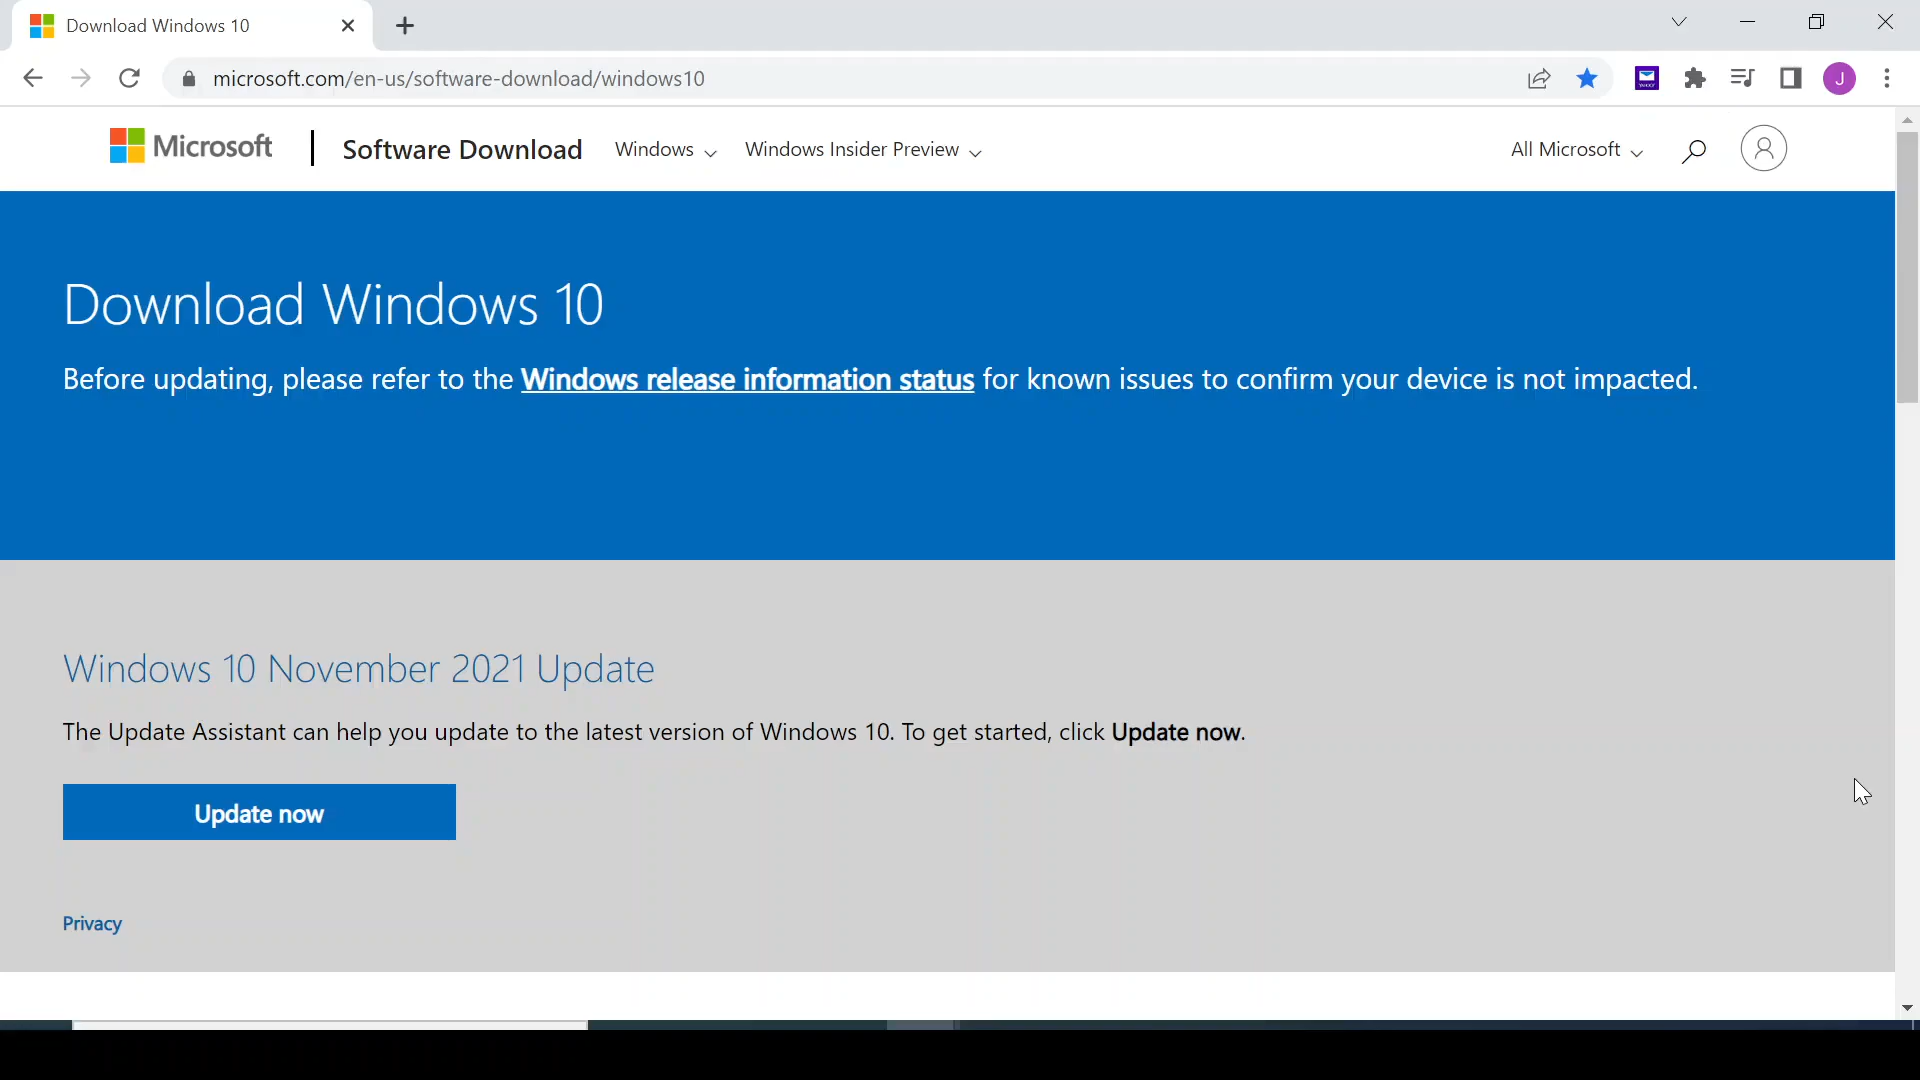 Download Windows 10
microsoft.com/en-us/software-download/windows10
J
Microsoft
Software Download
Windows
Windows Insider Preview
All Microsoft
Download Windows 10
Before updating, please refer to the Windows release information status for known issues to confirm your device is not impacted.
Windows 10 November 2021 Update
The Update Assistant can help you update to the latest version of Windows 10. To get started, click Update now.
Update now
Privacy